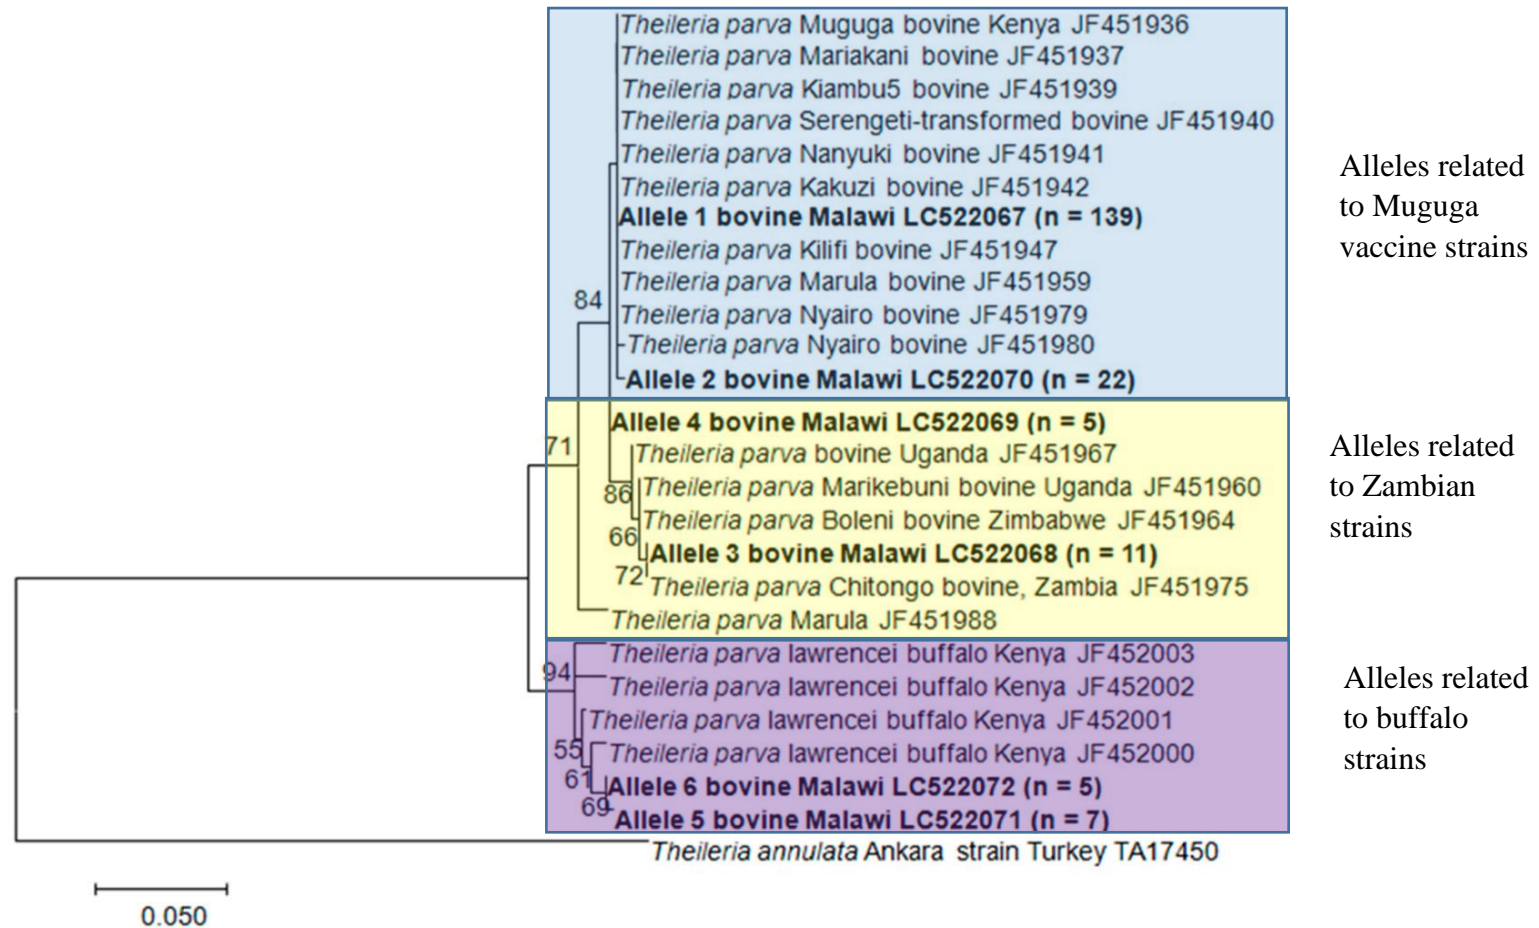 Theileria parva Muguga bovine Kenya JF451936
Theileria parva Mariakani bovine JF451937
Theileria parva Kiambu5 bovine JF451939
Theileria parva Serengeti-transformed bovine JF451940
Theileria parva Nanyuki bovine JF451941
Theileria parva Kakuzi bovine JF451942
Allele 1 bovine Malawi LC522067 (n = 139)
Theileria parva Kilifi bovine JF451947
Theileria parva Marula bovine JF451959
Theileria parva Nyairo bovine JF451979
Theileria parva Nyairo bovine JF451980
Allele 2 bovine Malawi LC522070 (n = 22)
84
Alleles related
to Muguga
vaccine strains
Allele 4 bovine Malawi LC522069 (n = 5)
Theileria parva bovine Uganda JF451967
Theileria parva Marikebuni bovine Uganda JF451960
Theileria parva Boleni bovine Zimbabwe JF451964
Allele 3 bovine Malawi LC522068 (n = 11)
Theileria parva Chitongo bovine, Zambia JF451975
Theileria parva Marula JF451988
71
86
66
72
Alleles related
to Zambian
strains
Theileria parva lawrencei buffalo Kenya JF452003
Theileria parva lawrencei buffalo Kenya JF452002
Theileria parva lawrencei buffalo Kenya JF452001
Theileria parva lawrencei buffalo Kenya JF452000
Allele 6 bovine Malawi LC522072 (n = 5)
Allele 5 bovine Malawi LC522071 (n = 7)
94
55
61
69
Alleles related
to buffalo
strains
Theileria annulata Ankara strain Turkey TA17450
0.050